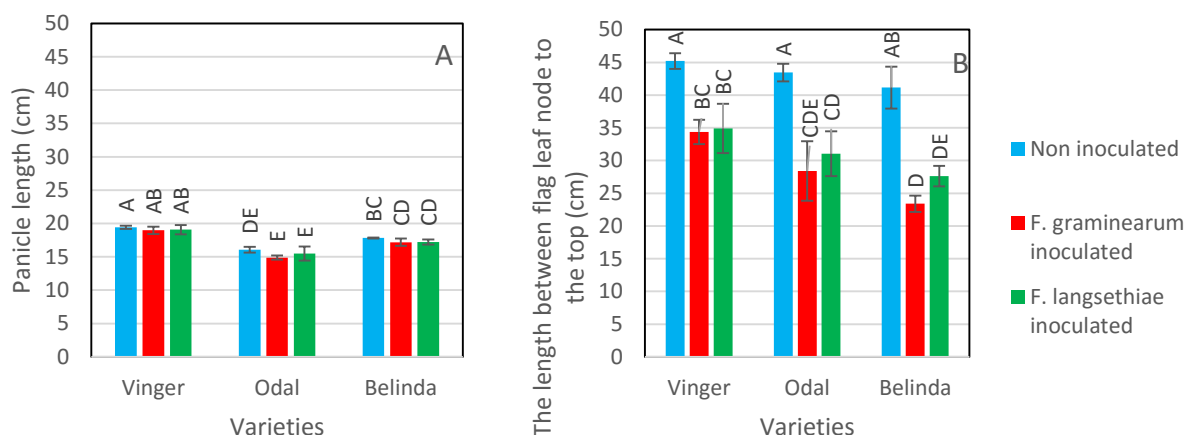 Panicle length (cm)
50
45
40
35
30
25
20
15
10
5
0
A
A
AB
AB
DE
E
E
BC
CD
CD
Vinger
Odal
Belinda
Varieties
The length between flag leaf node to
the top (cm)
50
45
40
35
30
25
20
15
10
5
0
B
A
BC
BC
A
CDE
CD
AB
D
DE
Vinger
Odal
Belinda
Varieties
Non inoculated
F. graminearum
inoculated
F. langsethiae
inoculated